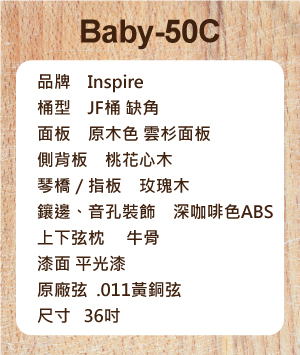 Baby-50C
品牌 Inspire
桶型 JF桶 缺角
面板 原木色 雲杉面板
側背板 桃花心木
琴橋 / 指板 玫瑰木
鑲邊、音孔裝飾 深咖啡色ABS
上下弦枕 牛骨
漆面 平光漆
原廠弦 .011黃銅弦
尺寸 36吋